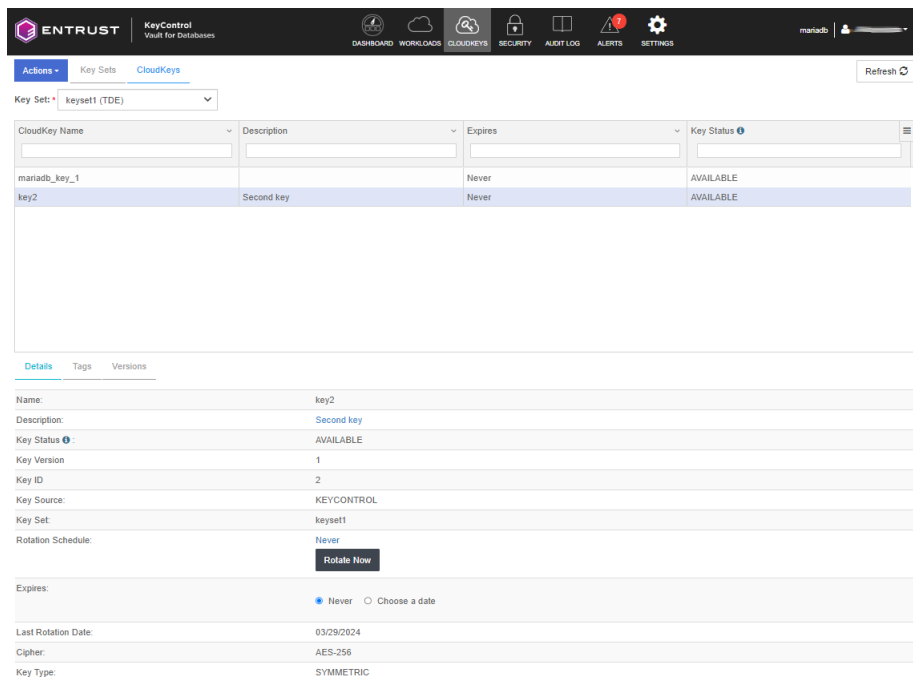 ENTRUST
KeyControl
Vault for Databases
DASHBOARD WORKLOADS CLOUDKEYS SECURITY AUDIT LOG ALERTS SETTINGS
7
mariadb
Actions Key Sets CloudKeys
Refresh
Key Set: * keyset1 (TDE)
CloudKey Name Description Expires Key Status
mariadb_key_1 Never AVAILABLE
key2 Second key Never AVAILABLE
Details Tags Versions
Name: key2
Description: Second key
Key Status : AVAILABLE
Key Version 1
Key ID 2
Key Source: KEYCONTROL
Key Set: keyset1
Rotation Schedule: Never
Rotate Now
Expires:
Never Choose a date
Last Rotation Date: 03/29/2024
Cipher: AES-256
Key Type: SYMMETRIC